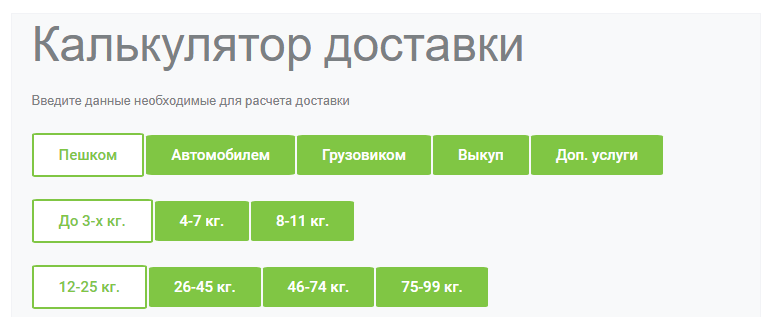 Калькулятор доставки
Введите данные необходимые для расчета доставки
Пешком Автомобилем Грузовиком Выкуп Доп. услуги
До 3-х кг. 4-7 кг. 8-11 кг.
12-25 кг. 26-45 кг. 46-74 кг. 75-99 кг.